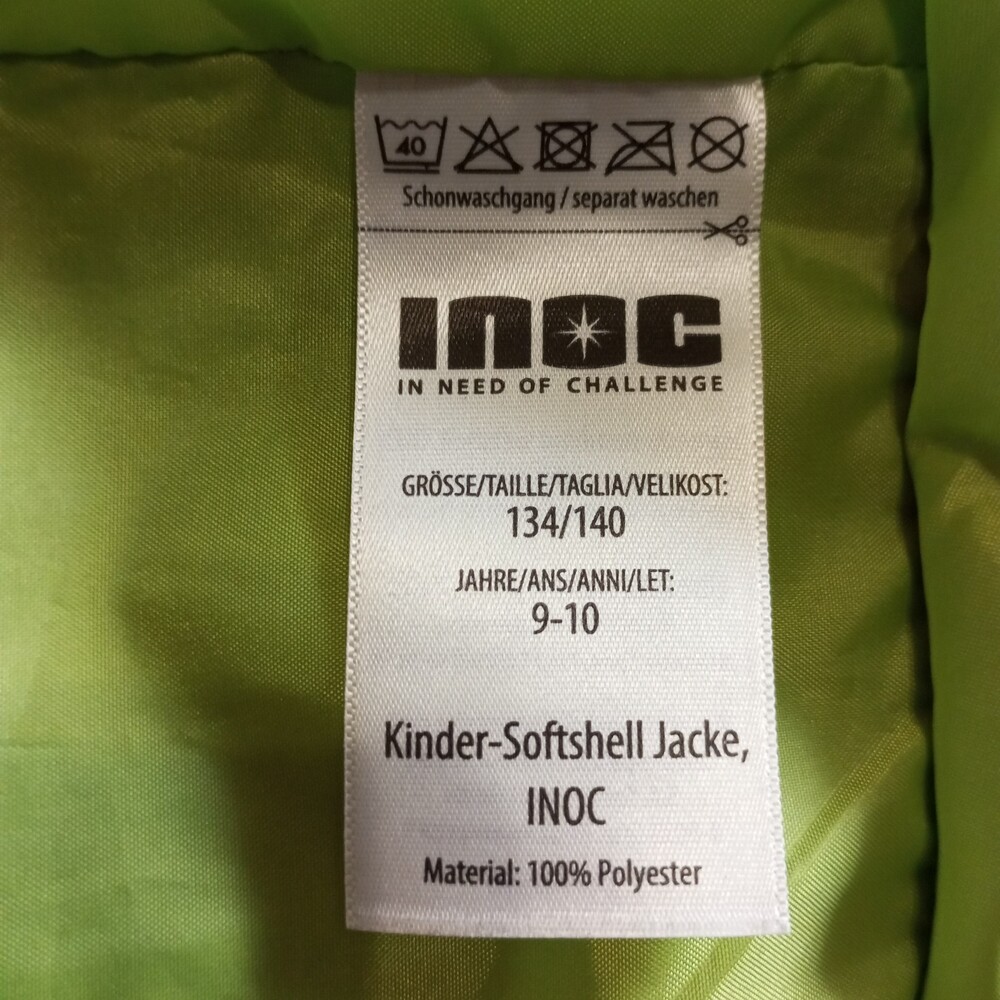 40
Schonwaschgang / separat waschen
INOC
IN NEED OF CHALLENGE
GRÖSSE/TAILLE/TAGLIA/VELIKOST:
134/140
JAHRE/ANS/ANNI/LET:
9-10
Kinder-Softshell Jacke,
INOC
Material: 100% Polyester